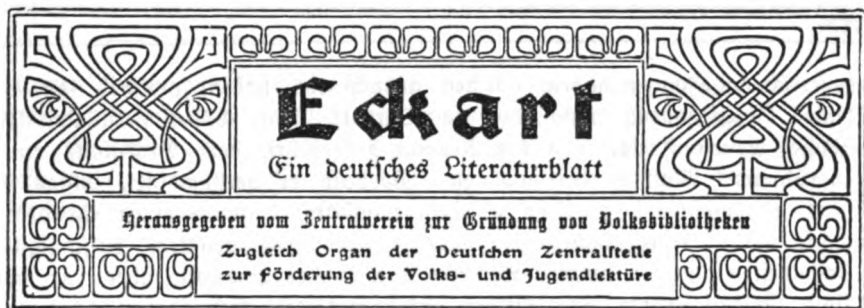 Eckart
Ein deutsches Literaturblatt
Herausgegeben vom Zentralverein zur Gründung von Volksbibliotheken
Zugleich Organ der Deutschen Zentralstelle
zur Förderung der Volks- und Jugendlektüre